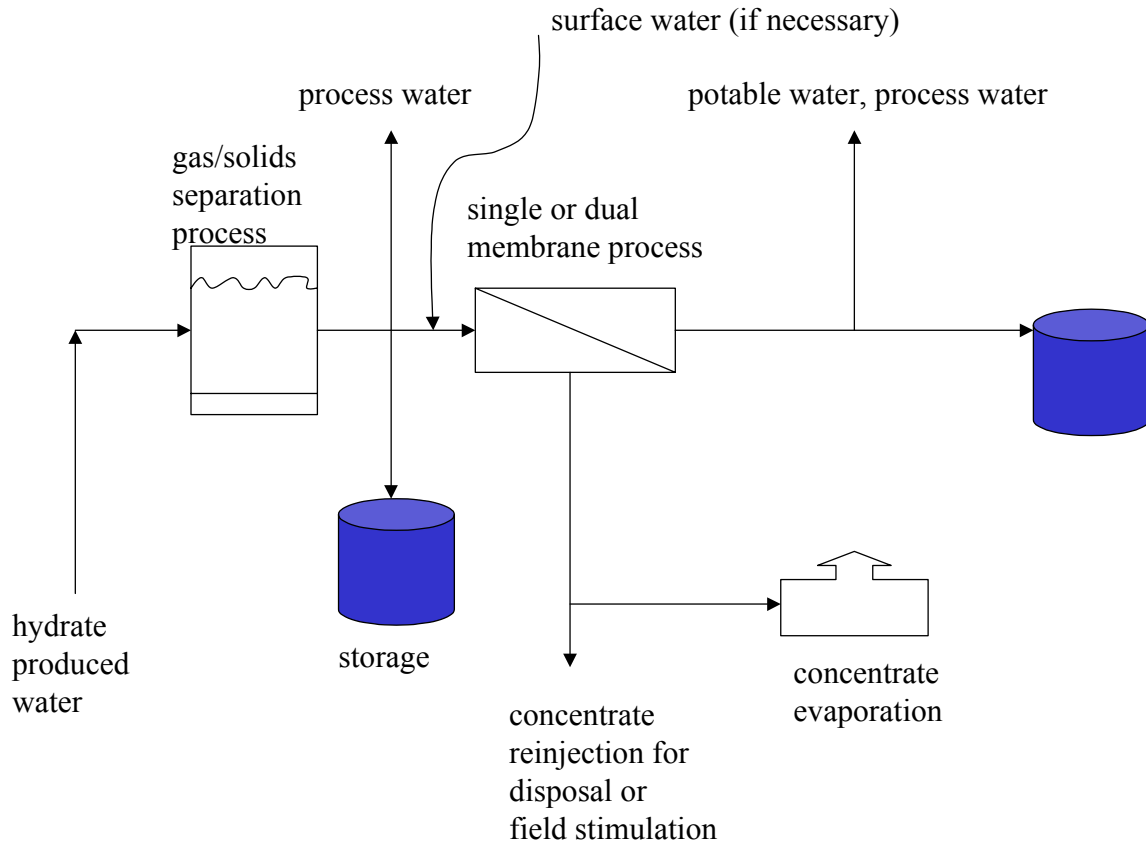 surface water (if necessary)
process water
potable water, process water
gas/solids
separation
process
single or dual
membrane process
hydrate
produced
water
storage
concentrate
reinjection for
disposal or
field stimulation
concentrate
evaporation